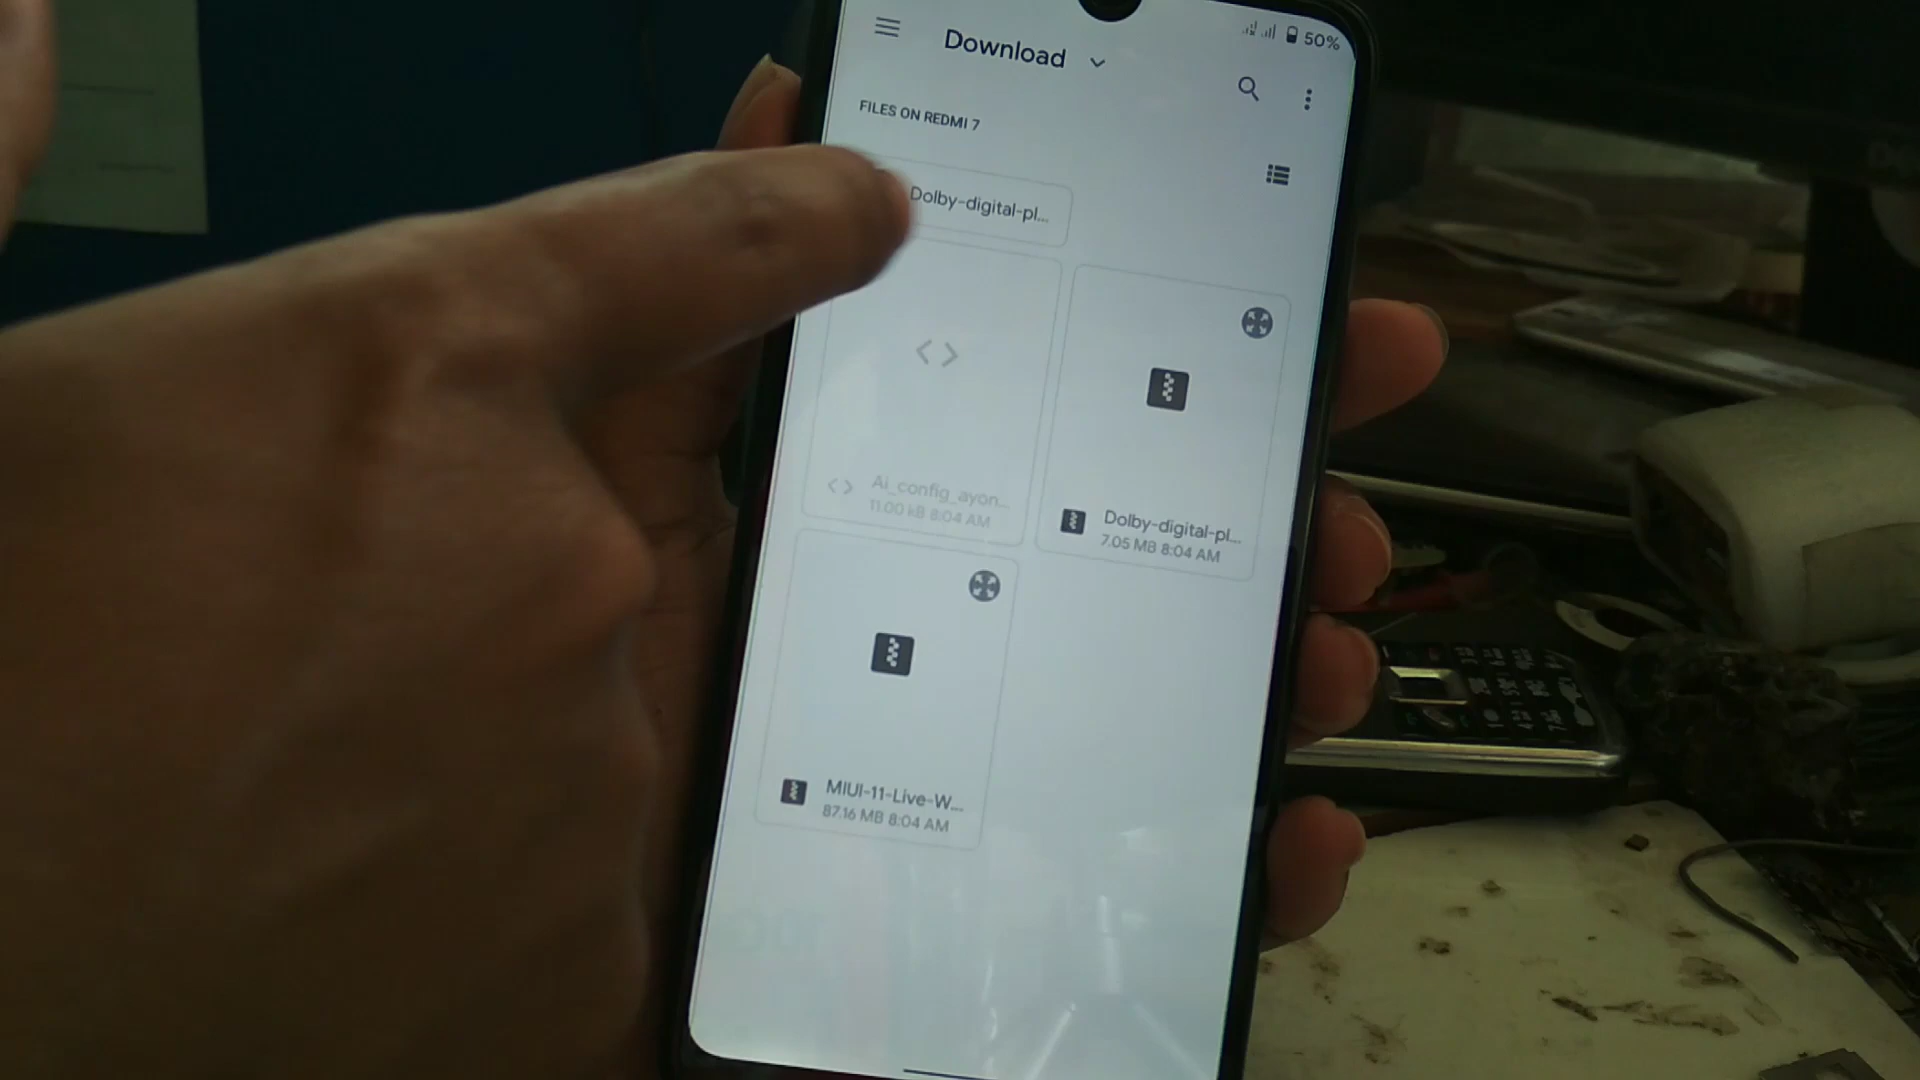 50%
Download
FILES ON REDMI 7
Dolby-digital-pl...
Ai_config_ayon...
11.00 kB 8:04 AM
Dolby-digital-pl...
7.05 MB 8:04 AM
MIUI-11-Live-W...
87.16 MB 8:04 AM